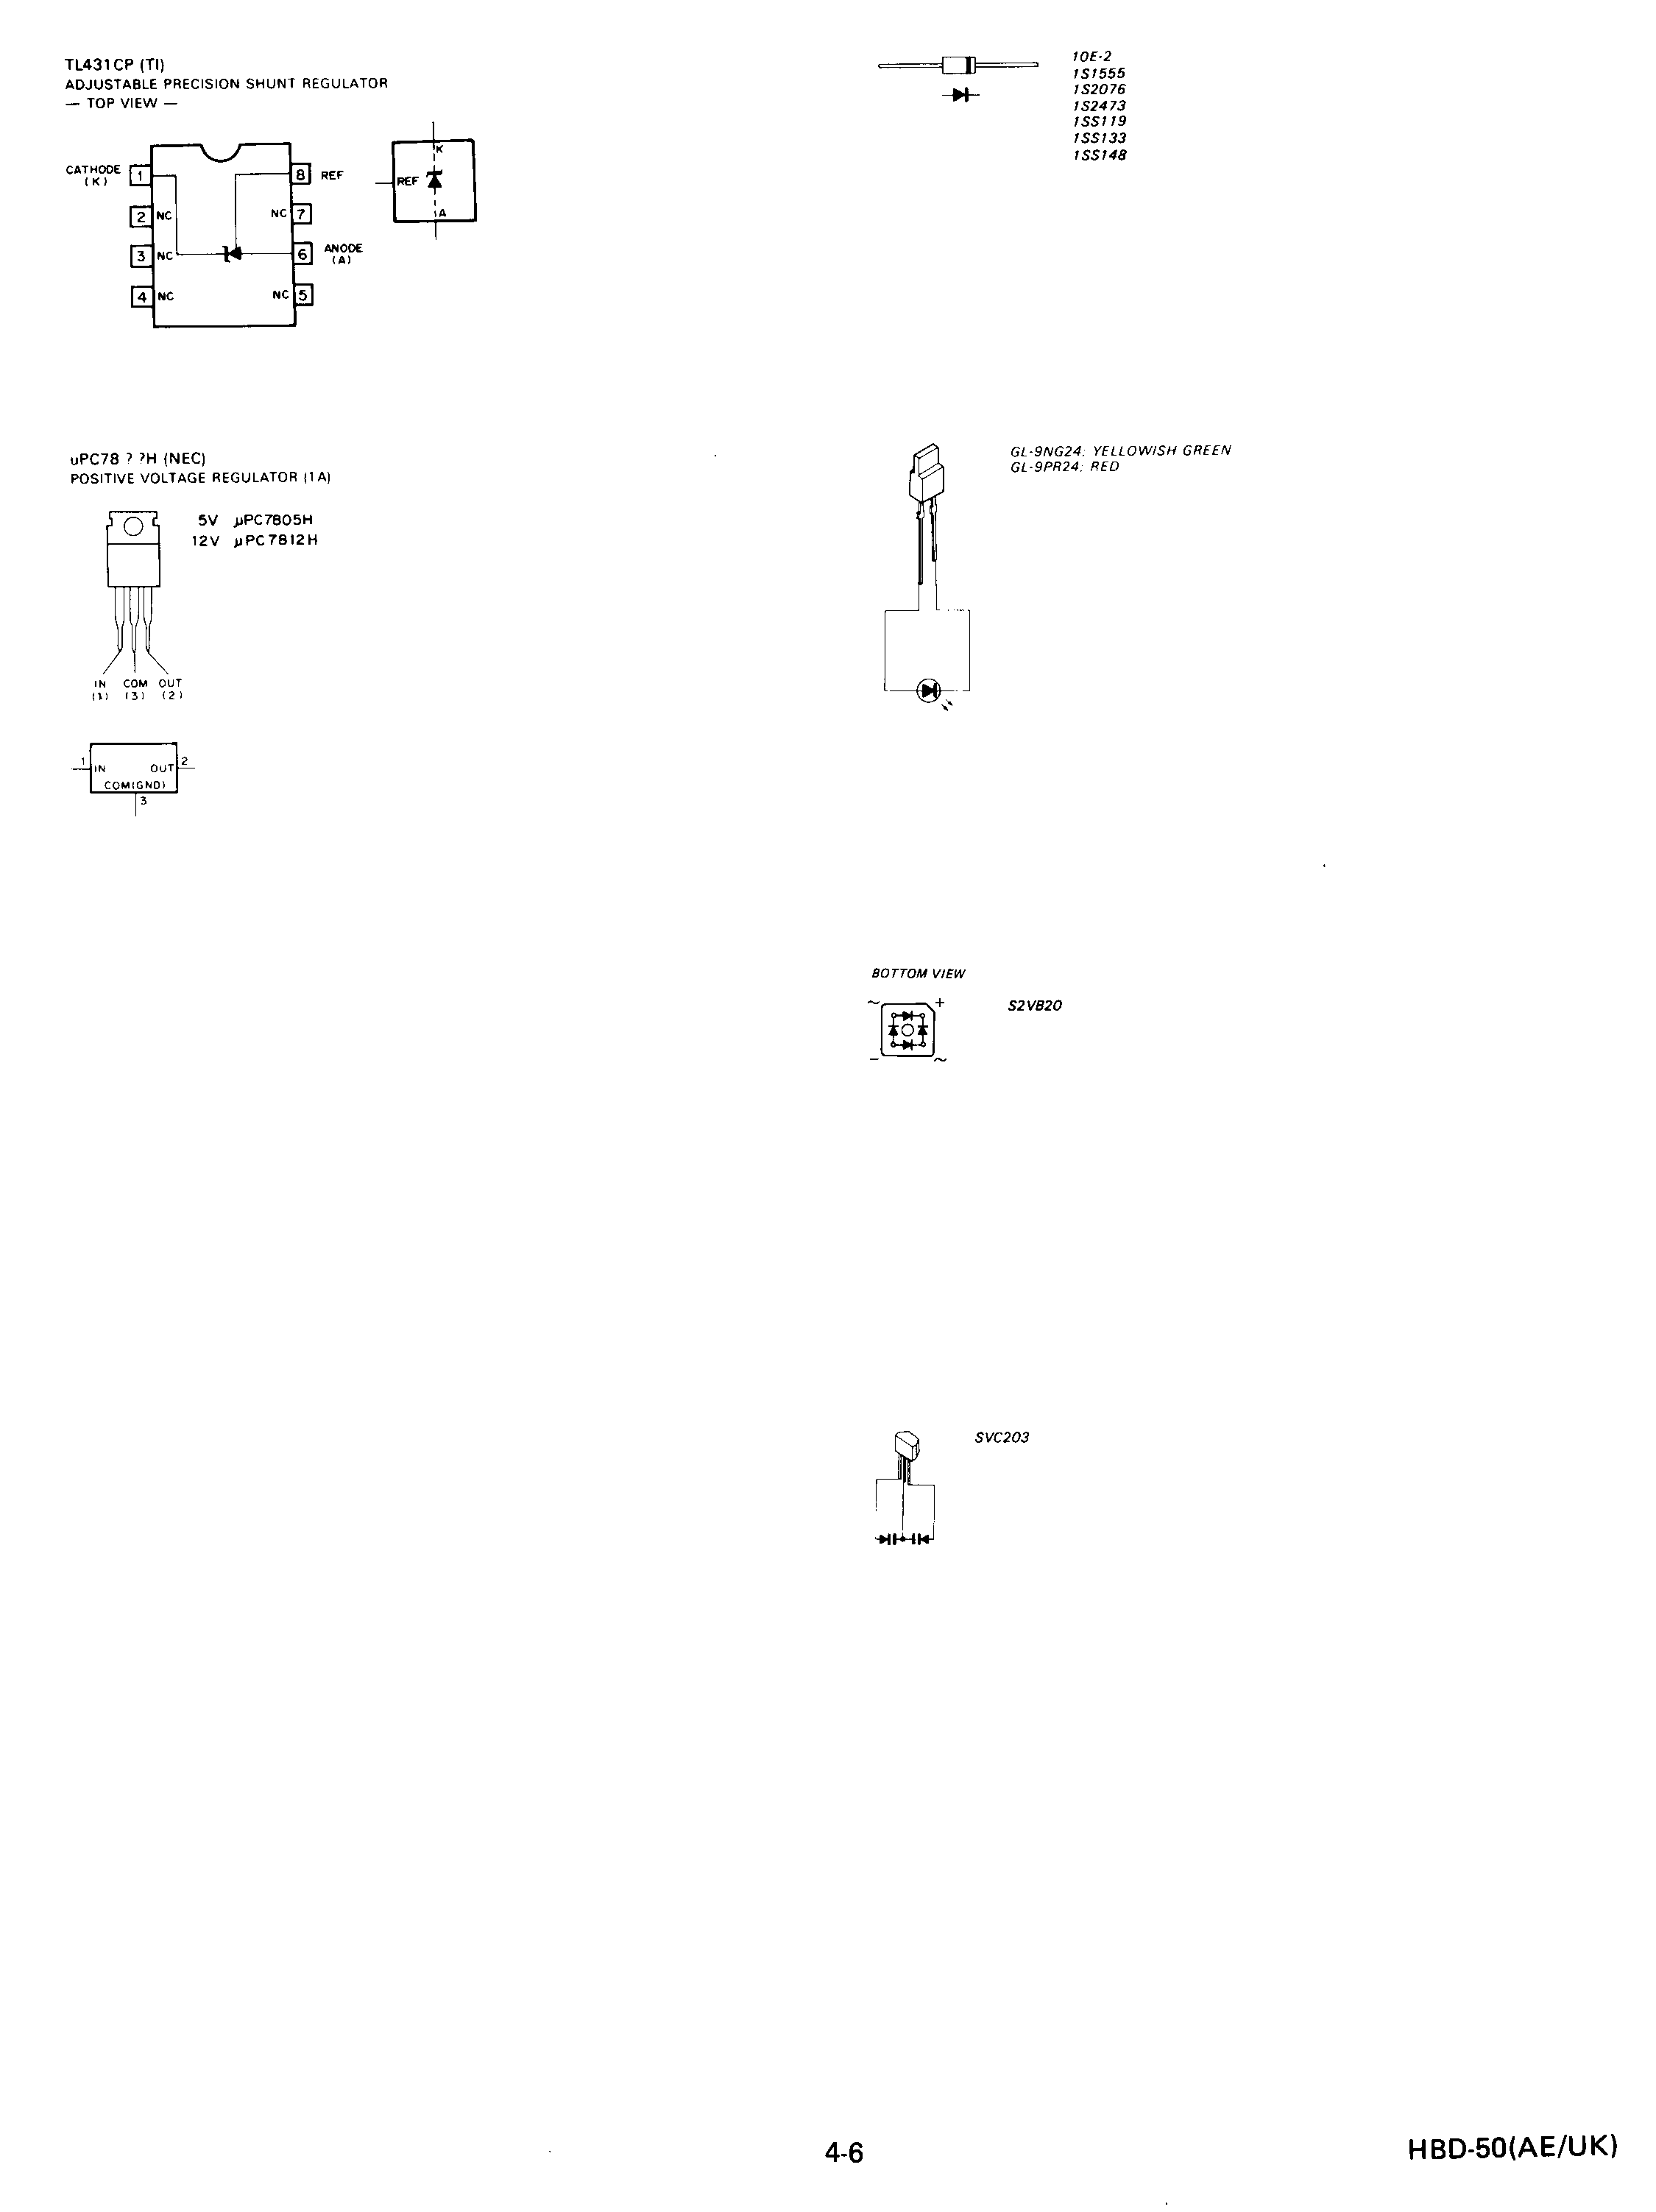 TL431CP (TI)
ADJUSTABLE PRECISION SHUNT REGULATOR
— TOP VIEW —
CATHODE
(K)
1
2 NC
3 NC
4 NC
8 REF
NC 7
6 ANODE
(A)
NC 5
K
REF
A
uPC78 ? ?H (NEC)
POSITIVE VOLTAGE REGULATOR (1A)
5V µPC7805H
12V µPC7812H
IN COM OUT
(1) (3) (2)
1 IN OUT 2
COM(GND)
3
10E-2
1S1555
1S2076
1S2473
1SS119
1SS133
1SS148
GL-9NG24: YELLOWISH GREEN
GL-9PR24: RED
BOTTOM VIEW
~ +
S2VB20
– ~
SVC203
4-6
HBD-50(AE/UK)